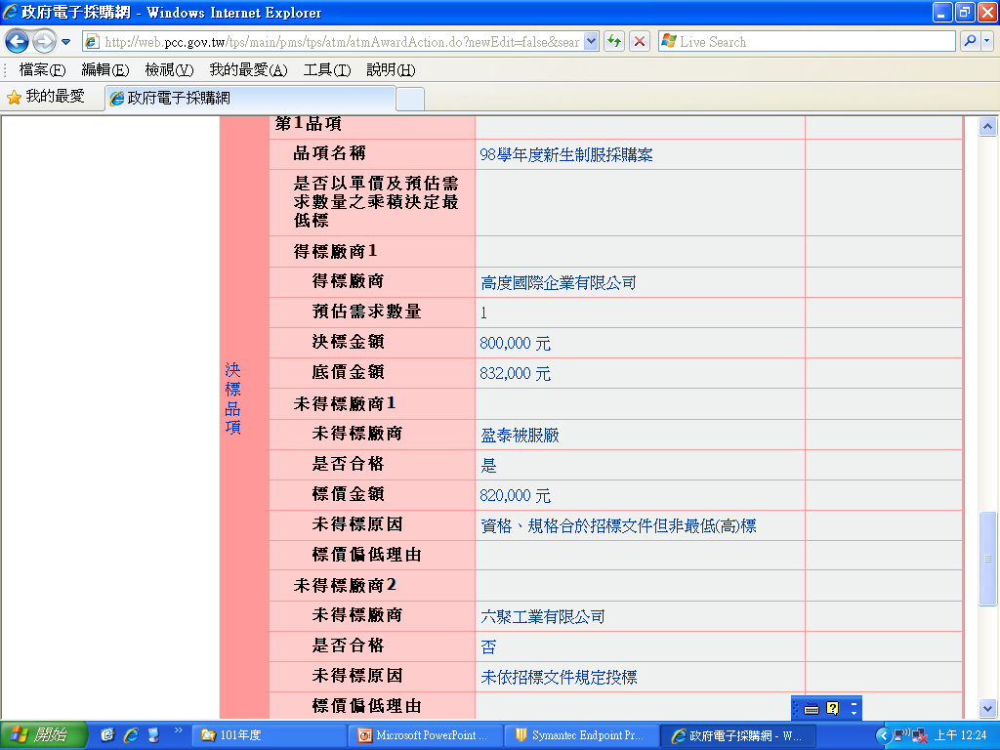 政府電子採購網 - Windows Internet Explorer
http://web.pcc.gov.tw/tps/main/pms/tps/atm/atmAwardAction.do?newEdit=false&sear
Live Search
檔案(F) 編輯(E) 檢視(V) 我的最愛(A) 工具(T) 說明(H)
我的最愛 政府電子採購網
第1品項
品項名稱 98學年度新生制服採購案
是否以單價及預估需
求數量之乘積決定最
低標
得標廠商1
得標廠商 高度國際企業有限公司
預估需求數量 1
決標金額 800,000 元
底價金額 832,000 元
決標品項
未得標廠商1
未得標廠商 盈泰被服廠
是否合格 是
標價金額 820,000 元
未得標原因 資格、規格合於招標文件但非最低(高)標
標價偏低理由
未得標廠商2
未得標廠商 六聚工業有限公司
是否合格 否
未得標原因 未依招標文件規定投標
標價偏低理由
開始 101年度 Microsoft PowerPoint ... Symantec Endpoint Pr... 政府電子採購網 - W... 上午 12:24